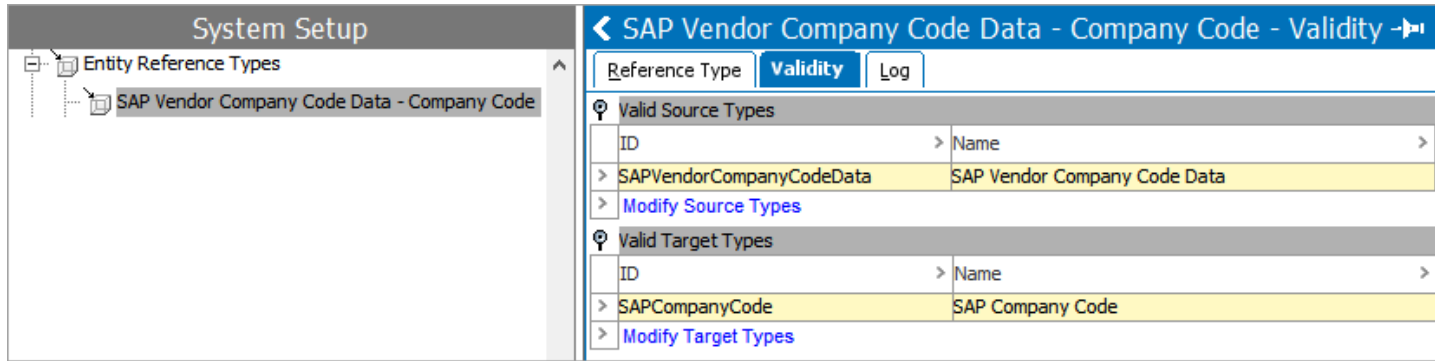 System Setup
Entity Reference Types
SAP Vendor Company Code Data - Company Code
SAP Vendor Company Code Data - Company Code - Validity
Reference Type Validity Log
Valid Source Types
ID > Name >
> SAPVendorCompanyCodeData SAP Vendor Company Code Data
> Modify Source Types
Valid Target Types
ID > Name >
> SAPCompanyCode SAP Company Code
> Modify Target Types